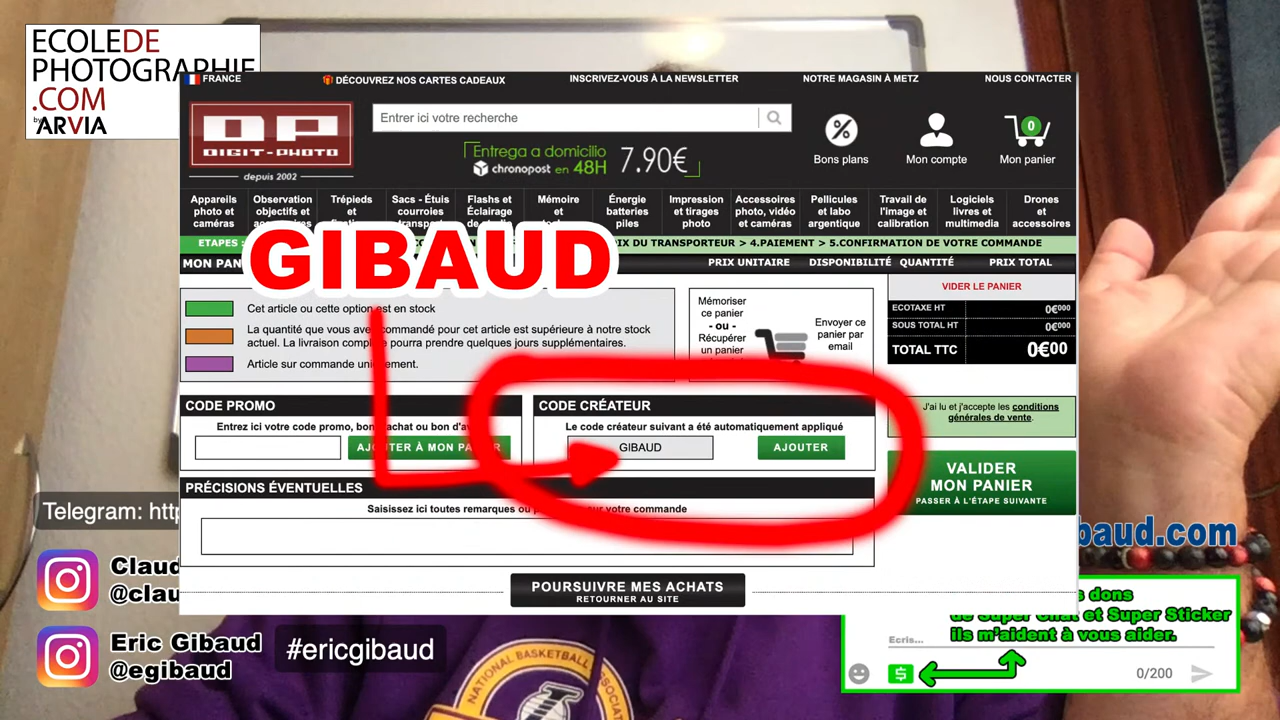 ECOLEDE
PHOTOGRAPHIE
.COM
by ARVIA
FRANCE
DÉCOUVREZ NOS CARTES CADEAUX
INSCRIVEZ-VOUS À LA NEWSLETTER
NOTRE MAGASIN À METZ
NOUS CONTACTER
DP
DIGIT-PHOTO
depuis 2002
Entrer ici votre recherche
Entrega a domicilio
chronopost en 48H
7.90€
Bons plans
Mon compte
0
Mon panier
Appareils photo et caméras
Observation objectifs et
Trépieds et
Sacs - Étuis courroies
Flashs et Éclairage
Mémoire et
Énergie batteries piles
Impression et tirages photo
Accessoires photo, vidéo et caméras
Pellicules et labo argentique
Travail de l'image et calibration
Logiciels livres et multimedia
Drones et accessoires
ETAPES :
DU TRANSPORTEUR > 4.PAIEMENT > 5.CONFIRMATION DE VOTRE COMMANDE
GIBAUD
MON
PRIX UNITAIRE
DISPONIBILITÉ
QUANTITÉ
PRIX TOTAL
Cet article ou cette option est en stock
La quantité que vous avez commandé pour cet article est supérieure à notre stock
actuel. La livraison complète pourra prendre quelques jours supplémentaires.
Article sur commande uniquement.
Mémoriser
ce panier
- ou -
Récupérer
un panier
Envoyer ce
panier par
email
VIDER LE PANIER
ECOTAXE HT 0€000
SOUS TOTAL HT 0€000
TOTAL TTC 0€00
CODE PROMO
Entrez ici votre code promo, bon d'achat ou bon
AJOUTER À MON PANIER
CODE CRÉATEUR
Le code créateur suivant a été automatiquement appliqué
GIBAUD
AJOUTER
J'ai lu et j'accepte les conditions
générales de vente.
VALIDER
MON PANIER
PASSER À L'ÉTAPE SUIVANTE
PRÉCISIONS ÉVENTUELLES
Saisissez ici toutes remarques ou sur votre commande
POURSUIVRE MES ACHATS
RETOURNER AU SITE
Telegram:
baud.com
Claud
@clau
Eric Gibaud
@egibaud
#ericgibaud
dons
de Super Chat et Super Sticker
ils m'aident à vous aider.
Ecris...
0/200
NATIONAL BASKETBALL